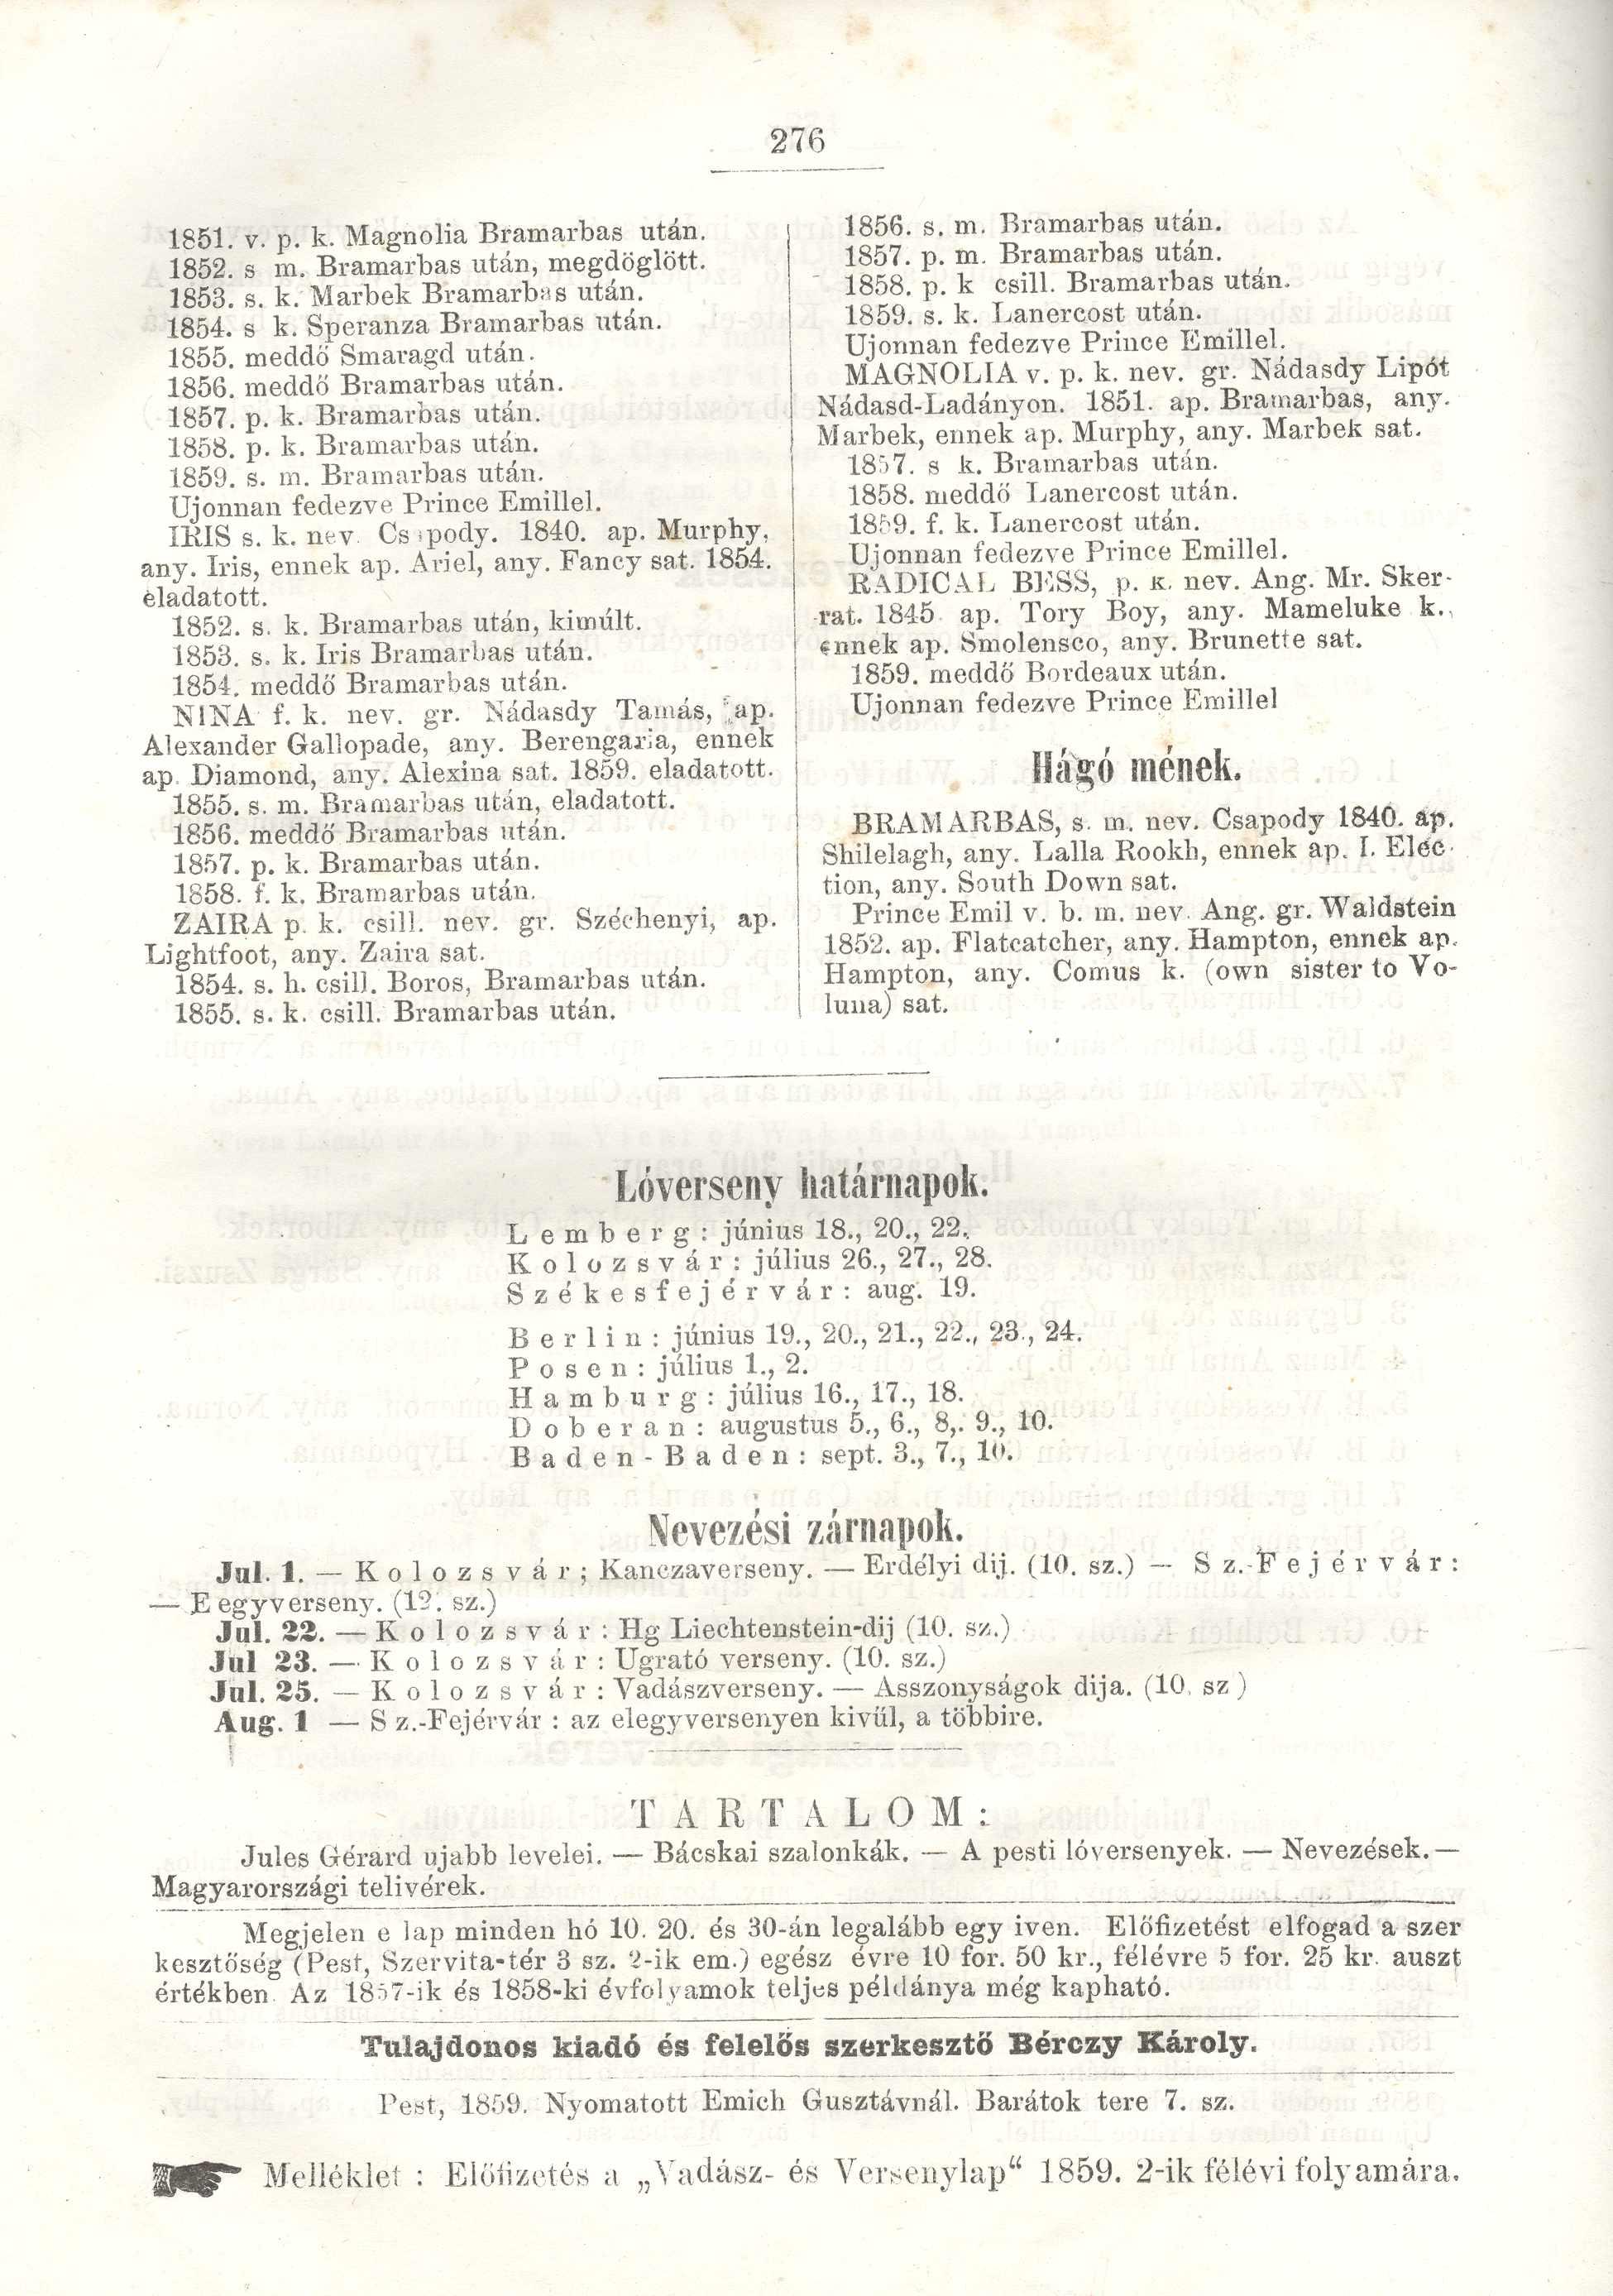 276
1851. v. p. k. Magnolia Bramarbas után.
1852. s m. Bramarbas után, megdöglött.
1853. s. k. Marbek Bramarbas után.
1854. s k. Speranza Bramarbas után.
1855. meddő Smaragd után.
1856. meddő Bramarbas után.
1857. p. k. Bramarbas után.
1858. p. k. Bramarbas után.
1859. s. m. Bramarbas után.
Ujonnan fedezve Prince Emillel.
IRIS s. k. nev. Csapody. 1840. ap. Murphy,
any. Iris, ennek ap. Ariel, any. Fancy sat. 1854.
eladatott.
1852. s. k. Bramarbas után, kimúlt.
1853. s. k. Iris Bramarbas után.
1854. meddő Bramarbas után.
NINA f. k. nev. gr. Nádasdy Tamás, ap.
Alexander Gallopade, any. Berengaria, ennek
ap. Diamond, any. Alexina sat. 1859. eladatott.
1855. s. m. Bramarbas után, eladatott.
1856. meddő Bramarbas után.
1857. p. k. Bramarbas után.
1858. f. k. Bramarbas után.
ZAIRA p. k. csill. nev. gr. Széchenyi, ap.
Lightfoot, any. Zaira sat.
1854. s. h. csill. Boros, Bramarbas után.
1855. s. k. csill. Bramarbas után.
1856. s. m. Bramarbas után.
1857. p. m. Bramarbas után.
1858. p. k csill. Bramarbas után.
1859. s. k. Lanercost után.
Ujonnan fedezve Prince Emillel.
MAGNOLIA v. p. k. nev. gr. Nádasdy Lipót
Nádasd-Ladányon. 1851. ap. Bramarbas, any.
Marbek, ennek ap. Murphy, any. Marbek sat.
1857. s k. Bramarbas után.
1858. meddő Lanercost után.
1859. f. k. Lanercost után.
Ujonnan fedezve Prince Emillel.
RADICAL BESS, p. k. nev. Ang. Mr. Sker-
rat. 1845. ap. Tory Boy, any. Mameluke k.,
ennek ap. Smolensco, any. Brunette sat.
1859. meddő Bordeaux után.
Ujonnan fedezve Prince Emillel
Hágó mének.
BRAMARBAS, s. m. nev. Csapody 1840. ap.
Shilelagh, any. Lalla Rookh, ennek ap. I. Elec-
tion, any. South Down sat.
Prince Emil v. b. m. nev. Ang. gr. Waldstein
1852. ap. Flatcatcher, any. Hampton, ennek ap.
Hampton, any. Comus k. (own sister to Vo-
luna) sat.
Lóverseny határnapok.
Lemberg: június 18., 20., 22.
Kolozsvár: július 26., 27., 28.
Székesfejérvár: aug. 19.
Berlin: június 19., 20., 21., 22., 23., 24.
Posen: július 1., 2.
Hamburg: július 16., 17., 18.
Doberan: augustus 5., 6., 8,. 9., 10.
Baden-Baden: sept. 3., 7., 10.
Nevezési zárnapok.
Jul. 1. — Kolozsvár; Kanczaverseny. — Erdélyi dij. (10. sz.) — Sz.-Fejérvár:
— E egyverseny. (12. sz.)
Jul. 22. — Kolozsvár: Hg Liechtenstein-dij (10. sz.)
Jul 23. — Kolozsvár: Ugrató verseny. (10. sz.)
Jul. 25. — Kolozsvár: Vadászverseny. — Asszonyságok dija. (10. sz)
Aug. 1 — Sz.-Fejérvár : az elegyversenyen kivül, a többire.
TARTALOM:
Jules Gérard ujabb levelei. — Bácskai szalonkák. — A pesti lóversenyek. — Nevezések. —
Magyarországi telivérek.
Megjelen e lap minden hó 10. 20. és 30-án legalább egy iven. Előfizetést elfogad a szer
kesztőség (Pest, Szervita-tér 3 sz. 2-ik em.) egész évre 10 for. 50 kr., félévre 5 for. 25 kr. auszt
értékben. Az 1857-ik és 1858-ki évfolyamok teljes példánya még kapható.
Tulajdonos kiadó és felelős szerkesztő Bérczy Károly.
Pest, 1859. Nyomatott Emich Gusztávnál. Barátok tere 7. sz.
Melléklet : Előfizetés a „Vadász- és Versenylap“ 1859. 2-ik félévi folyamára.